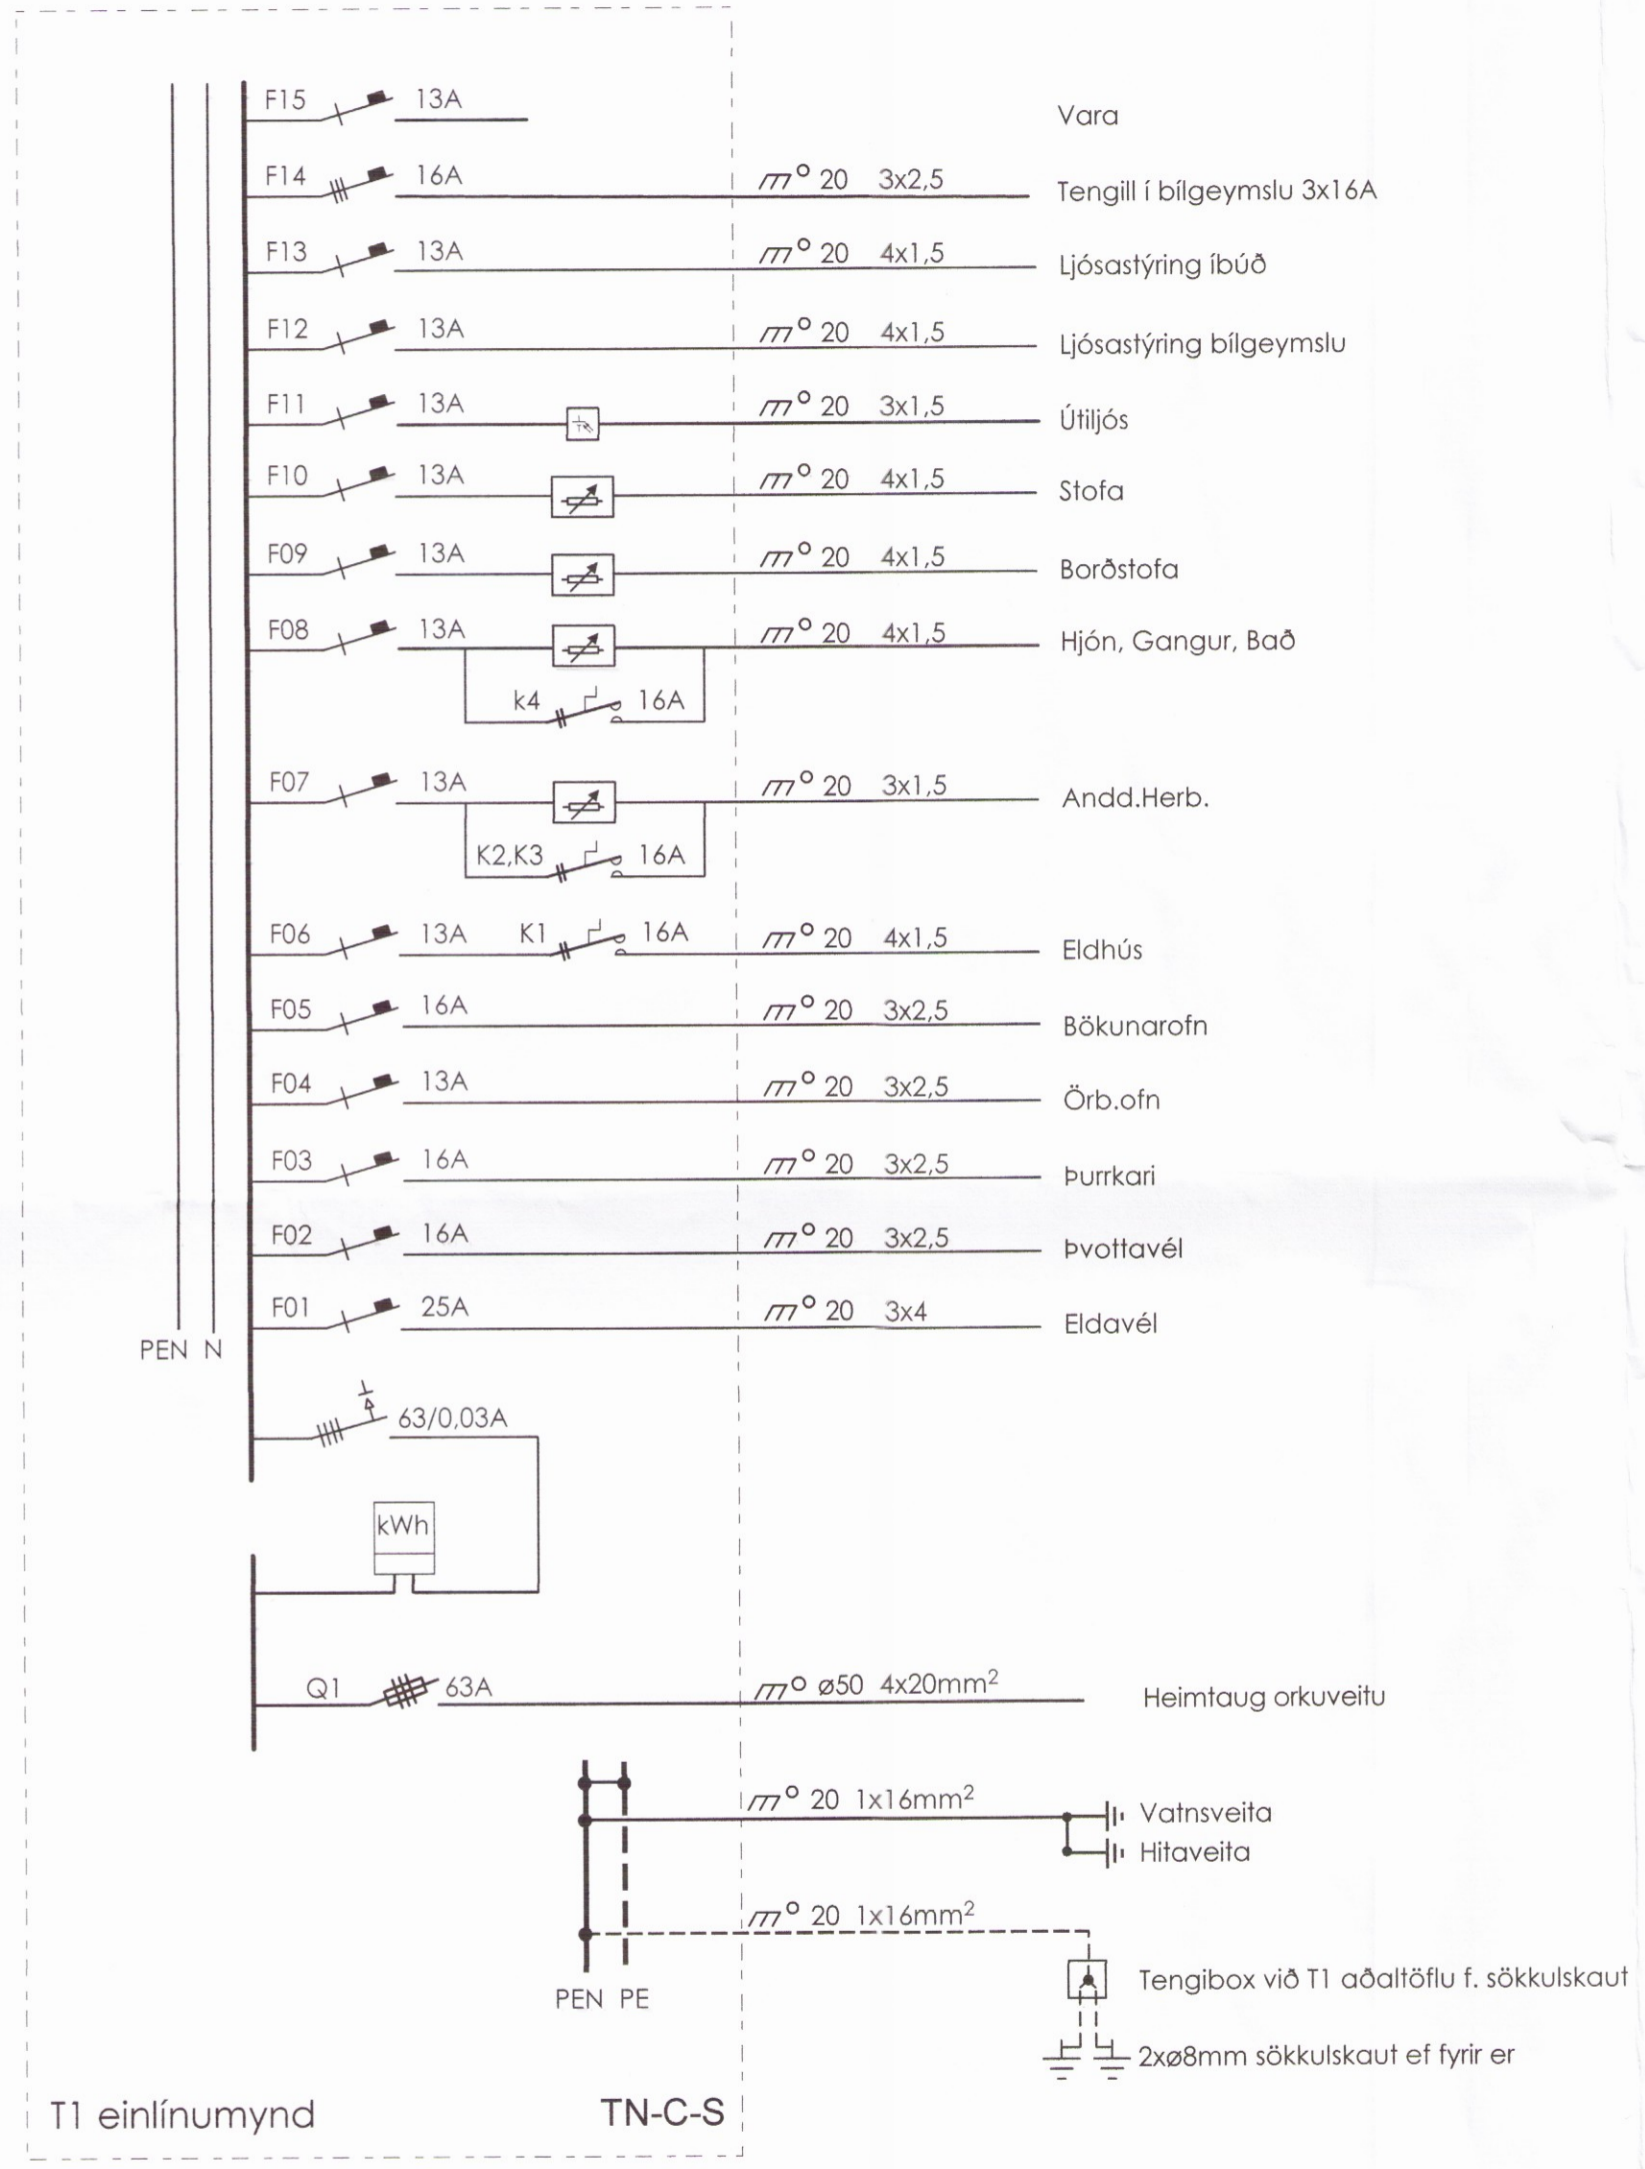 F15 13A Vara
F14 16A 20 3x2,5 Tengill í bílgeymslu 3x16A
F13 13A 20 4x1,5 Ljósastýring íbúð
F12 13A 20 4x1,5 Ljósastýring bílgeymslu
F11 13A 20 3x1,5 Útiljós
F10 13A 20 4x1,5 Stofa
F09 13A 20 4x1,5 Borðstofa
F08 13A 20 4x1,5 Hjón, Gangur, Bað
k4 16A
F07 13A 20 3x1,5 Andd.Herb.
K2,K3 16A
F06 13A K1 16A 20 4x1,5 Eldhús
F05 16A 20 3x2,5 Bökunarofn
F04 13A 20 3x2,5 Örb.ofn
F03 16A 20 3x2,5 Þurrkari
F02 16A 20 3x2,5 Þvottavél
F01 25A 20 3x4 Eldavél
PEN N
63/0,03A
kWh
Q1 63A ø50 4x20mm² Heimtaug orkuveitu
20 1x16mm² Vatnsveita
Hitaveita
20 1x16mm²
Tengibox við T1 aðaltöflu f. sökkulskaut
PEN PE
2xø8mm sökkulskaut ef fyrir er
T1 einlínumynd TN-C-S